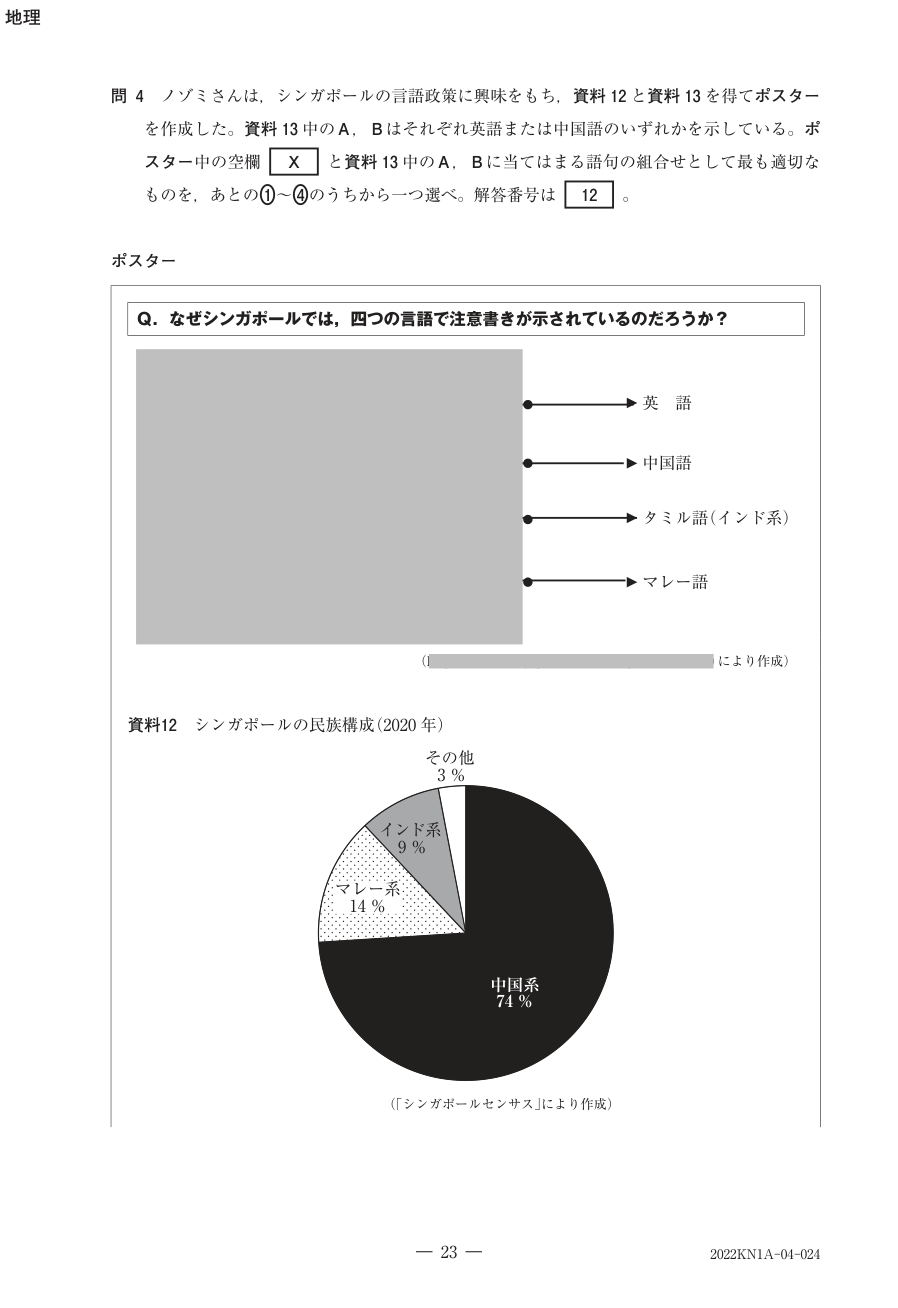 地理
問 4 ノゾミさんは，シンガポールの言語政策に興味をもち，資料 12 と資料 13 を得てポスター
を作成した。資料 13 中のA，Bはそれぞれ英語または中国語のいずれかを示している。ポ
スター中の空欄 X と資料 13 中のA，Bに当てはまる語句の組合せとして最も適切な
ものを，あとの①～④のうちから一つ選べ。解答番号は 12 。
ポスター
Q．なぜシンガポールでは，四つの言語で注意書きが示されているのだろうか？
英 語
中国語
タミル語（インド系）
マレー語
により作成）
資料12 シンガポールの民族構成（2020 年）
その他
3 %
インド系
9 %
マレー系
14 %
中国系
74 %
（「シンガポールセンサス」により作成）
— 23 —
2022KN1A-04-024